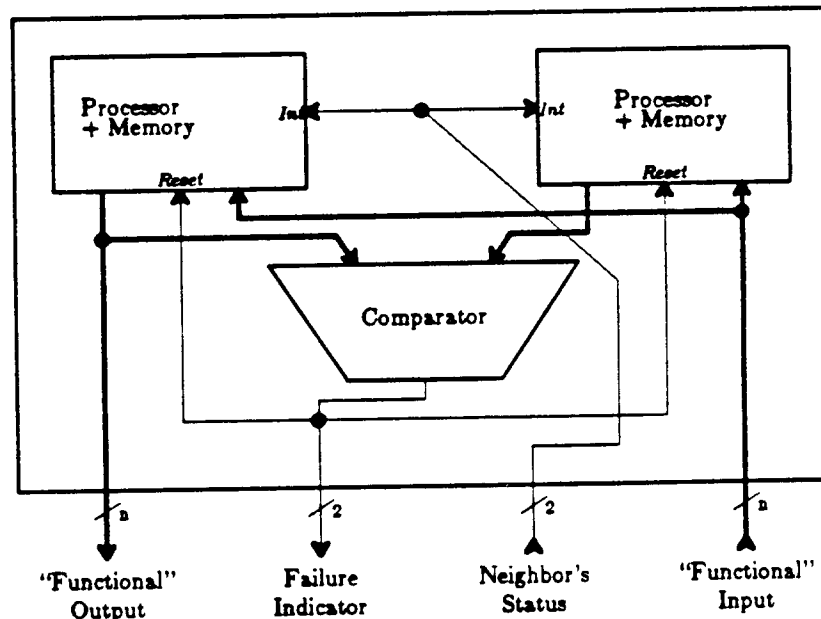 Processor
+ Memory
Int
Reset
Int
Processor
+ Memory
Reset
Comparator
n
2
2
n
"Functional"
Output
Failure
Indicator
Neighbor's
Status
"Functional"
Input